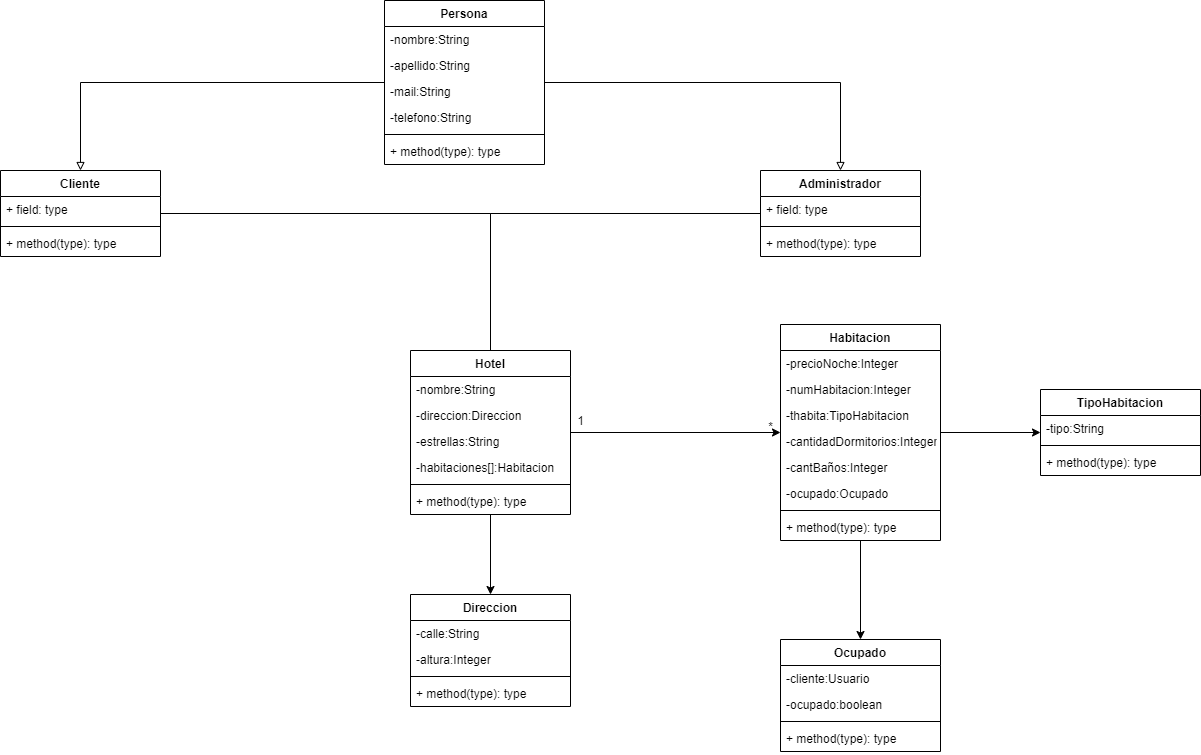 Persona
-nombre:String
-apellido:String
-mail:String
-telefono:String
+ method(type): type
Cliente
+ field: type
+ method(type): type
Administrador
+ field: type
+ method(type): type
Hotel
-nombre:String
-direccion:Direccion
-estrellas:String
-habitaciones[]:Habitacion
+ method(type): type
1
*
Habitacion
-precioNoche:Integer
-numHabitacion:Integer
-thabita:TipoHabitacion
-cantidadDormitorios:Integer
-cantBaños:Integer
-ocupado:Ocupado
+ method(type): type
TipoHabitacion
-tipo:String
+ method(type): type
Direccion
-calle:String
-altura:Integer
+ method(type): type
Ocupado
-cliente:Usuario
-ocupado:boolean
+ method(type): type